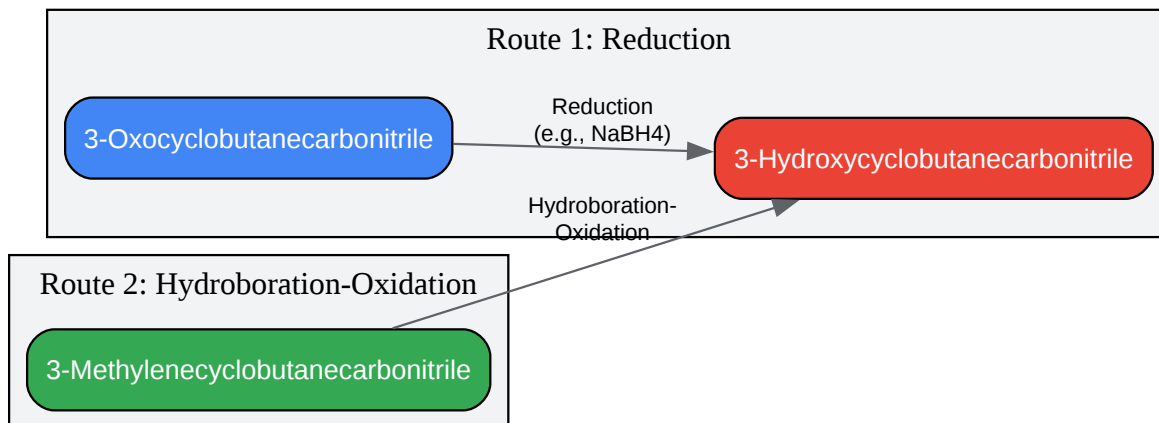 Route 1: Reduction
Reduction
(e.g., NaBH4)
3-Oxocyclobutanecarbonitrile
3-Hydroxycyclobutanecarbonitrile
Hydroboration-
Oxidation
Route 2: Hydroboration-Oxidation
3-Methylenecyclobutanecarbonitrile